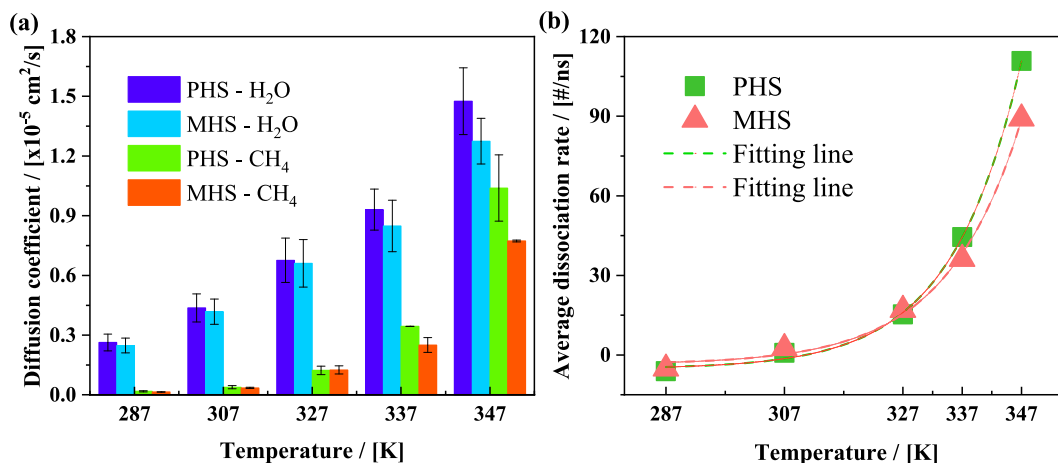 (a)
Diffusion coefficient / [x10⁻⁵ cm²/s]
1.8
1.5
1.2
0.9
0.6
0.3
0.0
PHS - H₂O
MHS - H₂O
PHS - CH₄
MHS - CH₄
287 307 327 337 347
Temperature / [K]
(b)
Average dissociation rate / [#/ns]
120
90
60
30
0
PHS
MHS
Fitting line
Fitting line
287 307 327 337 347
Temperature / [K]